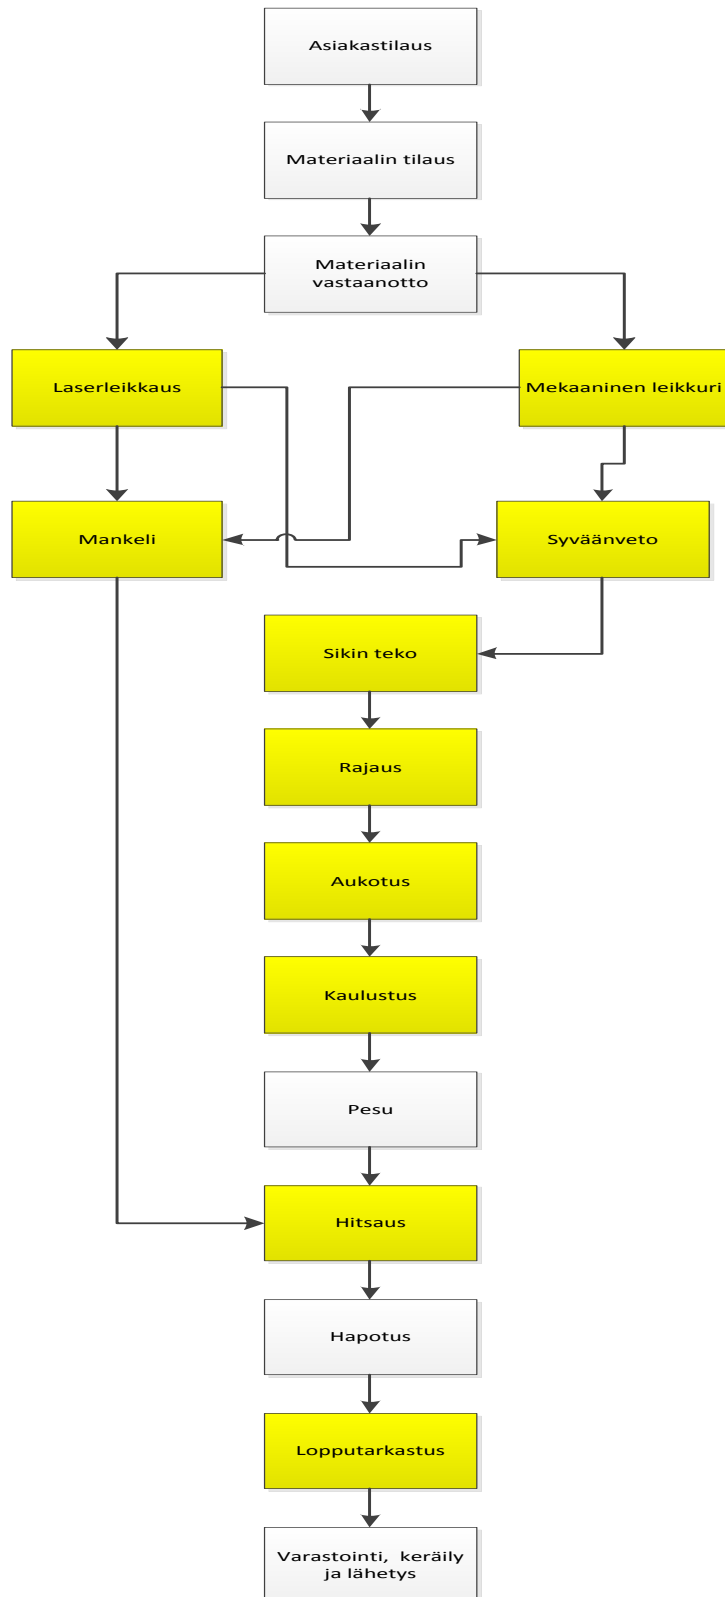 Asiakastilaus
Materiaalin tilaus
Materiaalin
vastaanotto
Laserleikkaus
Mekaaninen leikkuri
Mankeli
Syväänveto
Sikin teko
Rajaus
Aukotus
Kaulustus
Pesu
Hitsaus
Hapotus
Lopputarkastus
Varastointi, keräily
ja lähetys